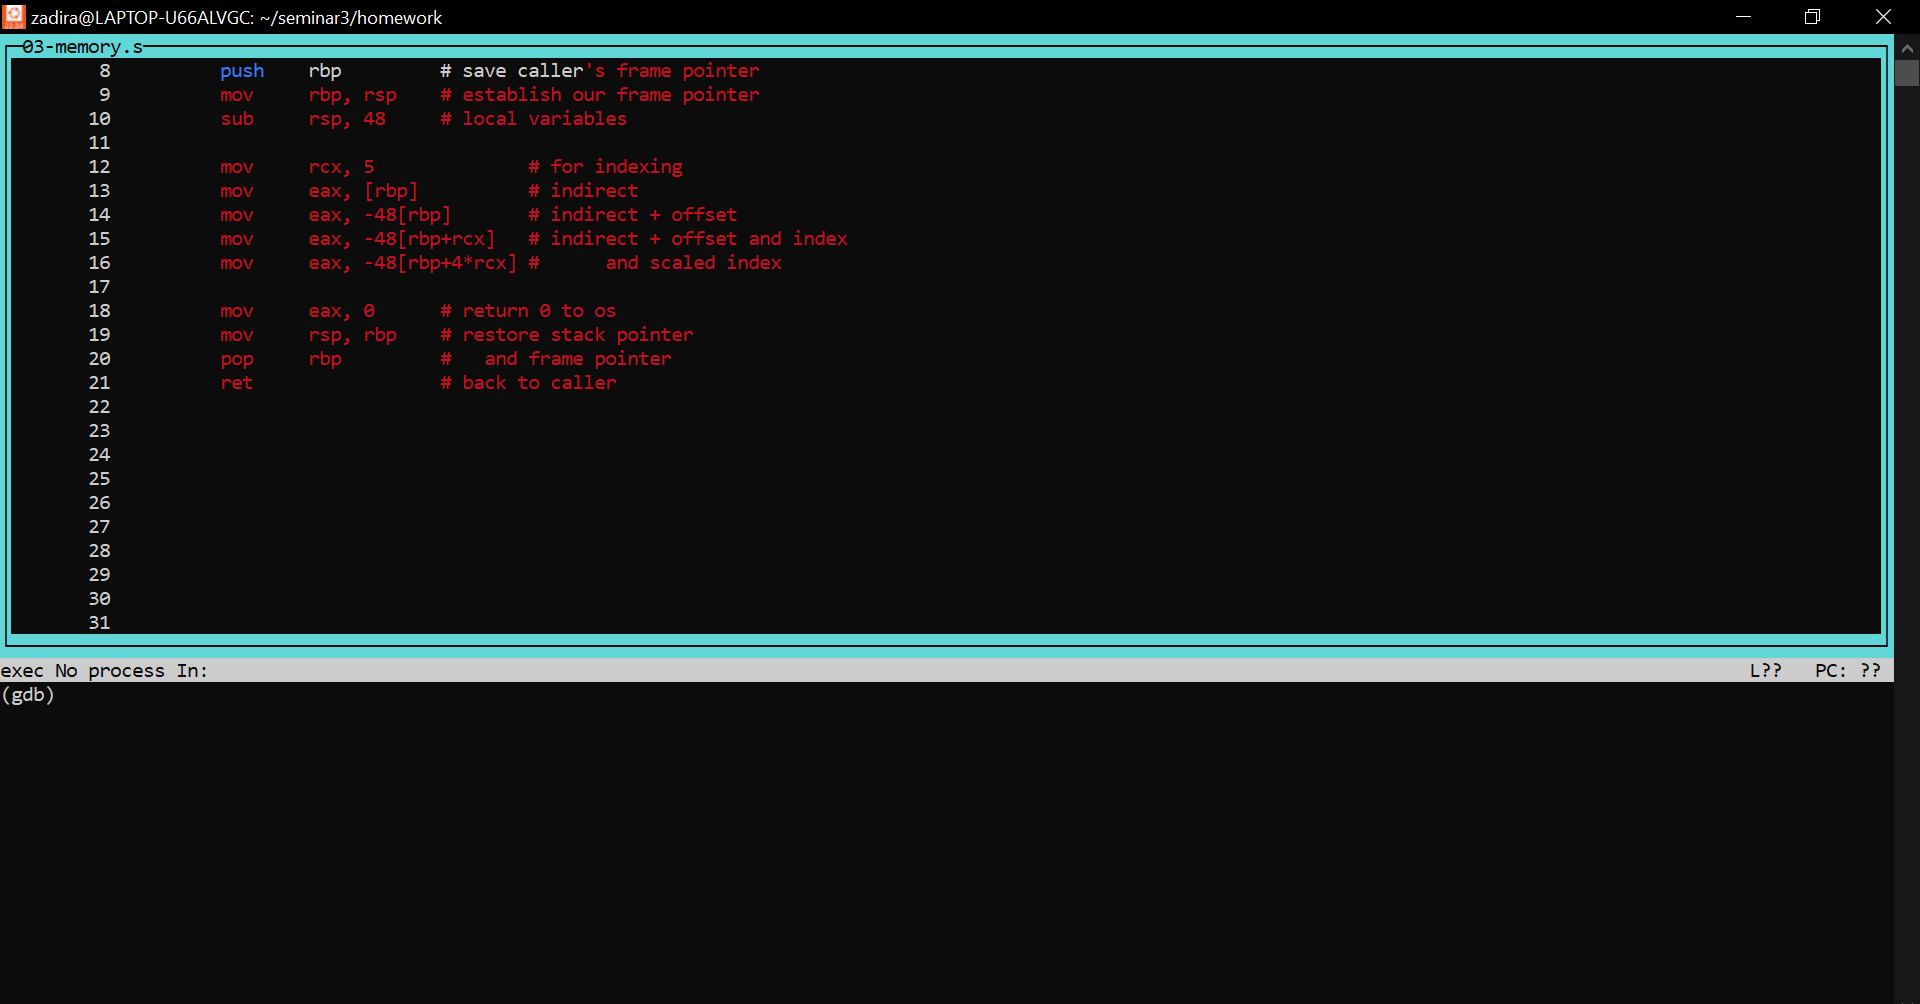 zadira@LAPTOP-U66ALVGC: ~/seminar3/homework
03-memory.s
8 push rbp # save caller's frame pointer
9 mov rbp, rsp # establish our frame pointer
10 sub rsp, 48 # local variables
11
12 mov rcx, 5 # for indexing
13 mov eax, [rbp] # indirect
14 mov eax, -48[rbp] # indirect + offset
15 mov eax, -48[rbp+rcx] # indirect + offset and index
16 mov eax, -48[rbp+4*rcx] # and scaled index
17
18 mov eax, 0 # return 0 to os
19 mov rsp, rbp # restore stack pointer
20 pop rbp # and frame pointer
21 ret # back to caller
22
23
24
25
26
27
28
29
30
31
exec No process In: L?? PC: ??
(gdb)